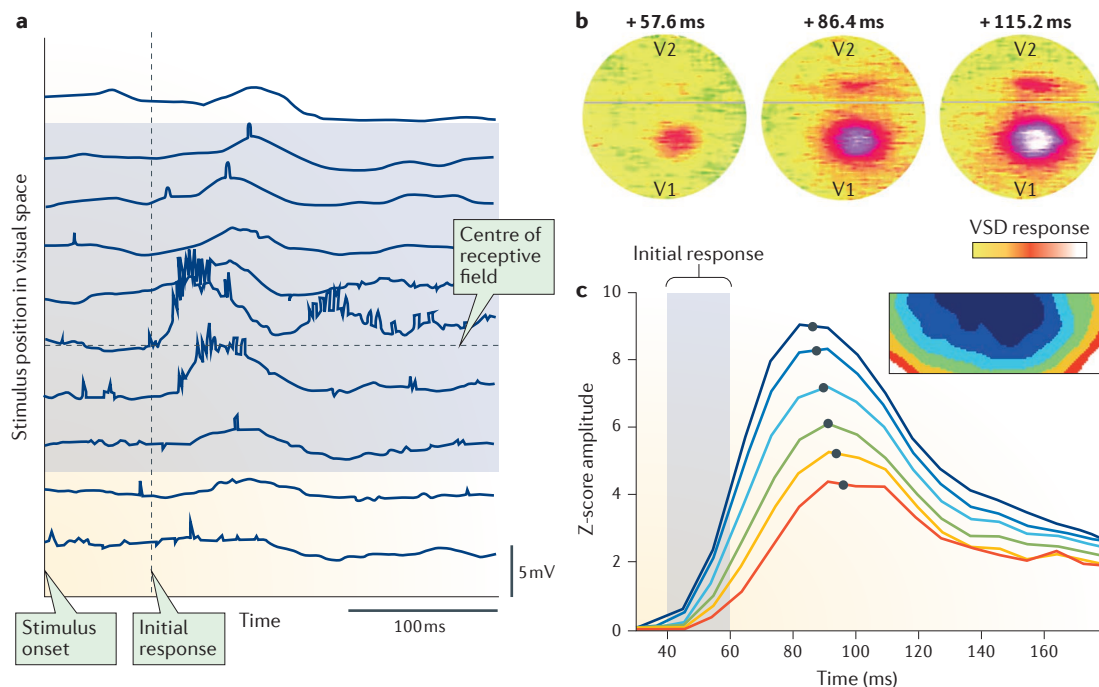 a
Stimulus position in visual space
Centre of
receptive
field
5 mV
Stimulus
onset
Initial
response
Time
100 ms
b
+ 57.6 ms
+ 86.4 ms
+ 115.2 ms
V2
V2
V2
V1
V1
V1
VSD response
Initial response
c
Z-score amplitude
10
8
6
4
2
0
40
60
80
100
120
140
160
Time (ms)